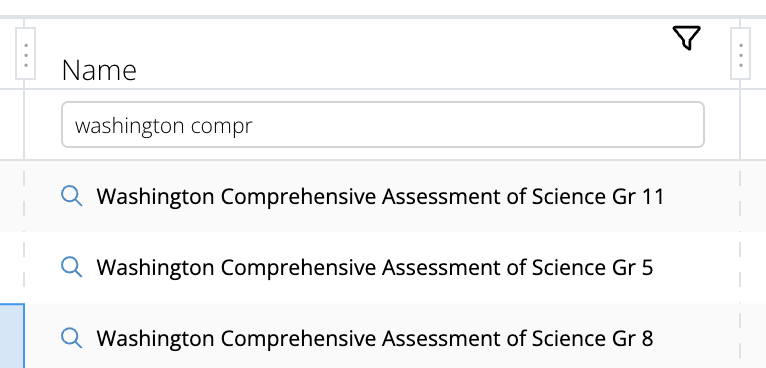 Name
washington compr
Washington Comprehensive Assessment of Science Gr 11
Washington Comprehensive Assessment of Science Gr 5
Washington Comprehensive Assessment of Science Gr 8